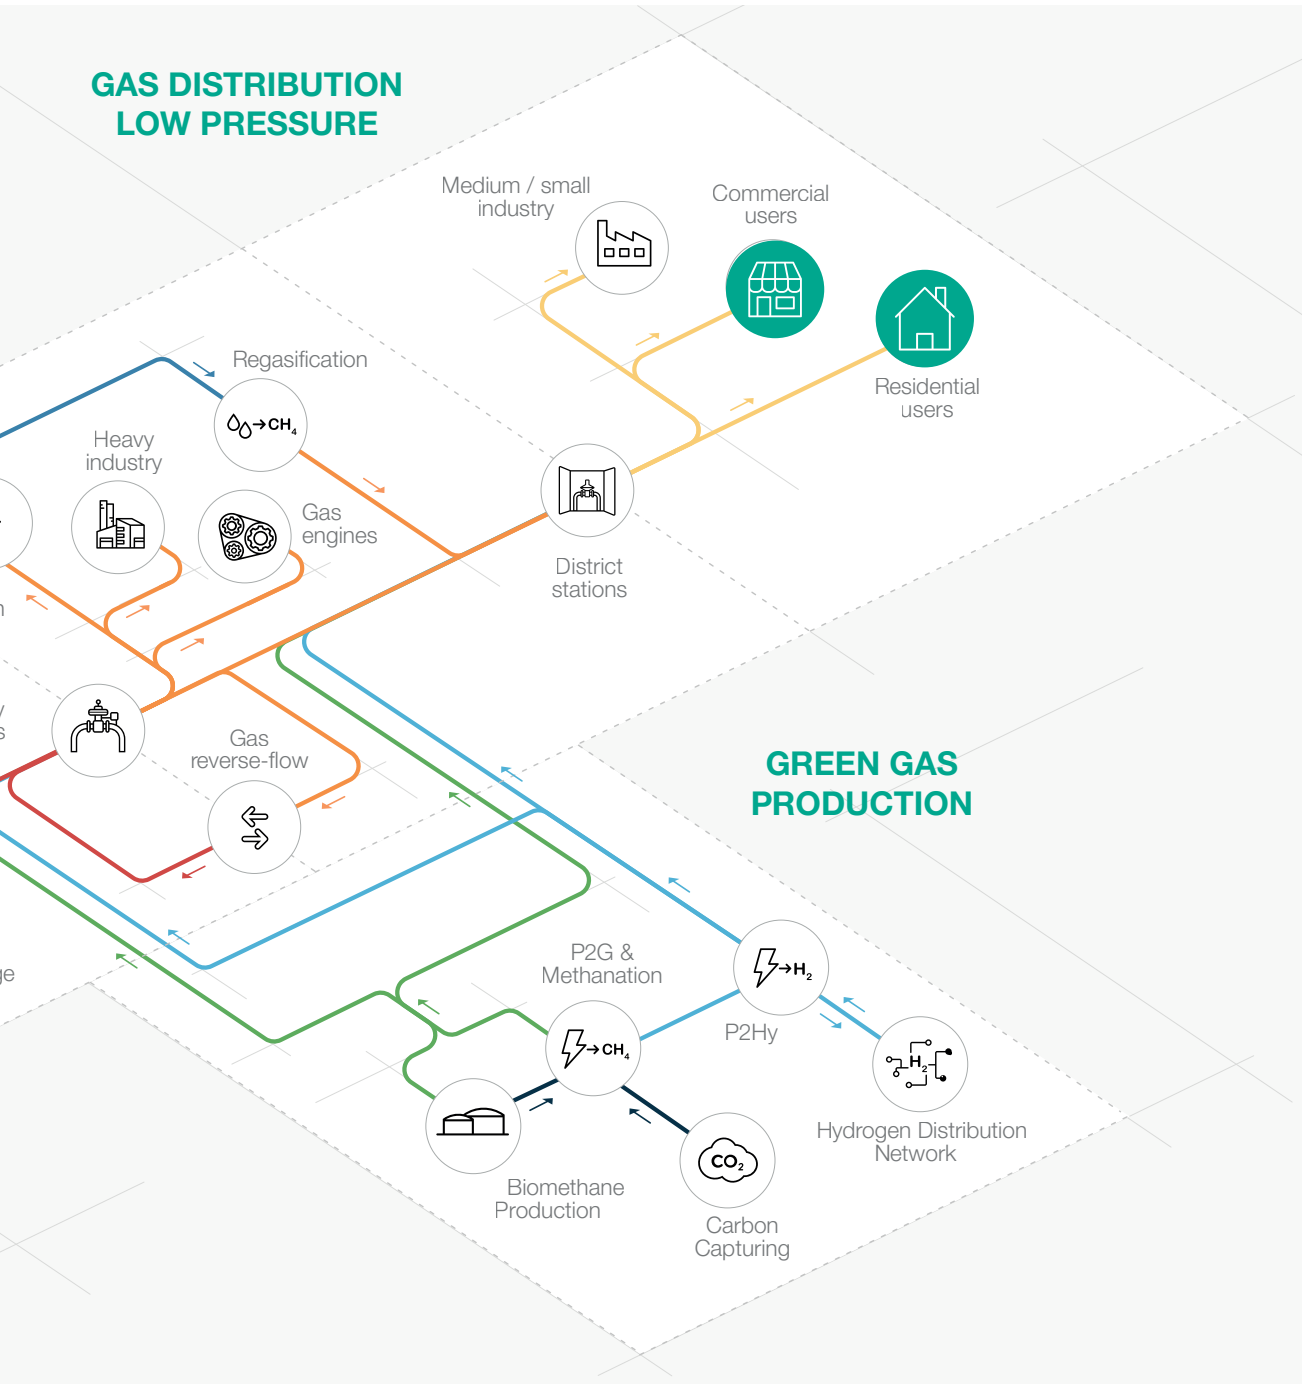 GAS DISTRIBUTION
LOW PRESSURE
Medium / small
industry
Commercial
users
Residential
users
Regasification
→CH₄
Heavy
industry
Gas
engines
District
stations
Gas
reverse-flow
GREEN GAS
PRODUCTION
P2G &
Methanation
→CH₄
→H₂
P2Hy
H₂
Hydrogen Distribution
Network
Biomethane
Production
CO₂
Carbon
Capturing